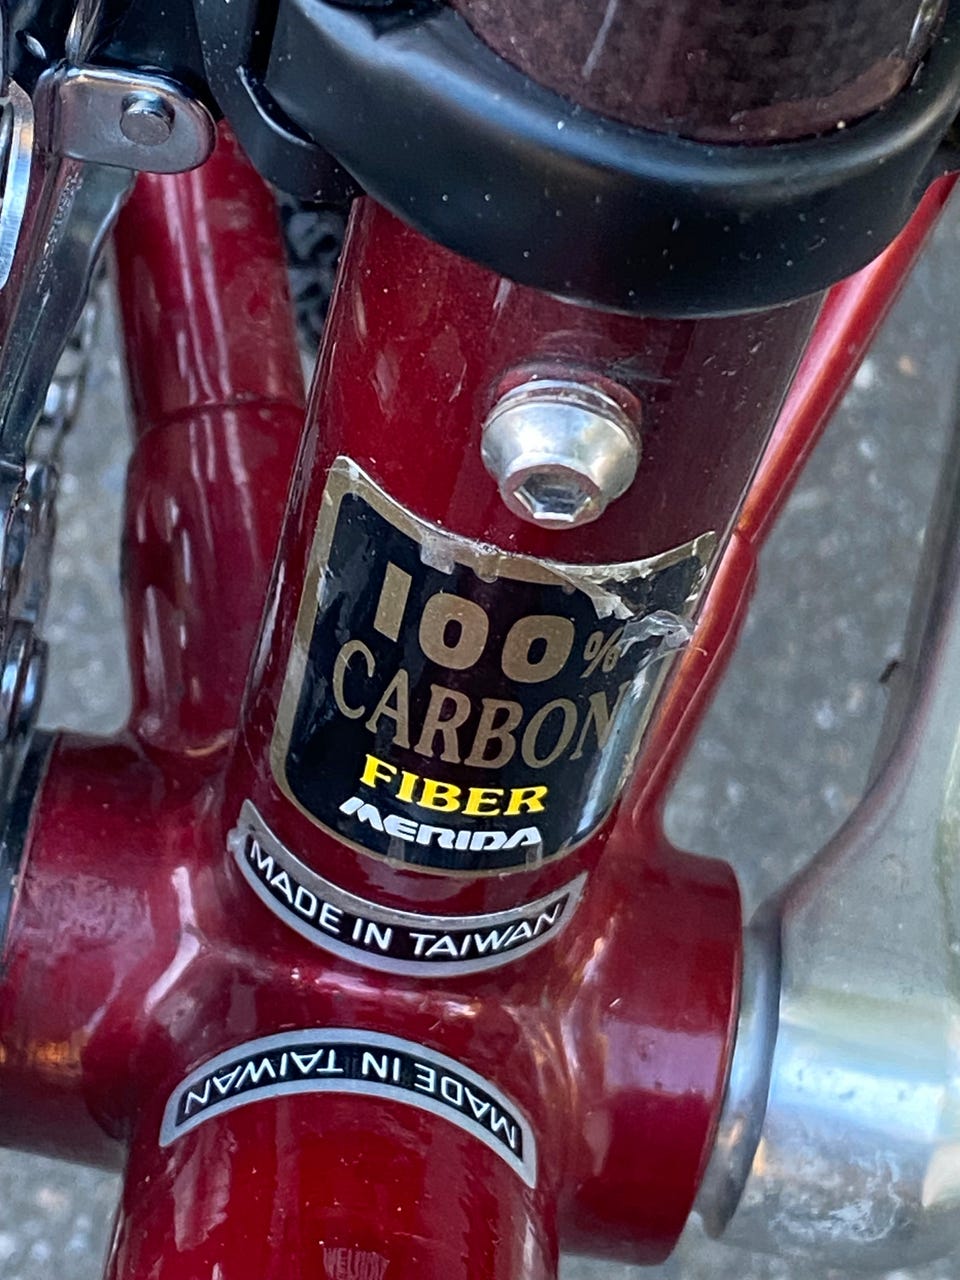 100%
CARBON
FIBER
MERIDA
MADE IN TAIWAN
MADE IN TAIWAN